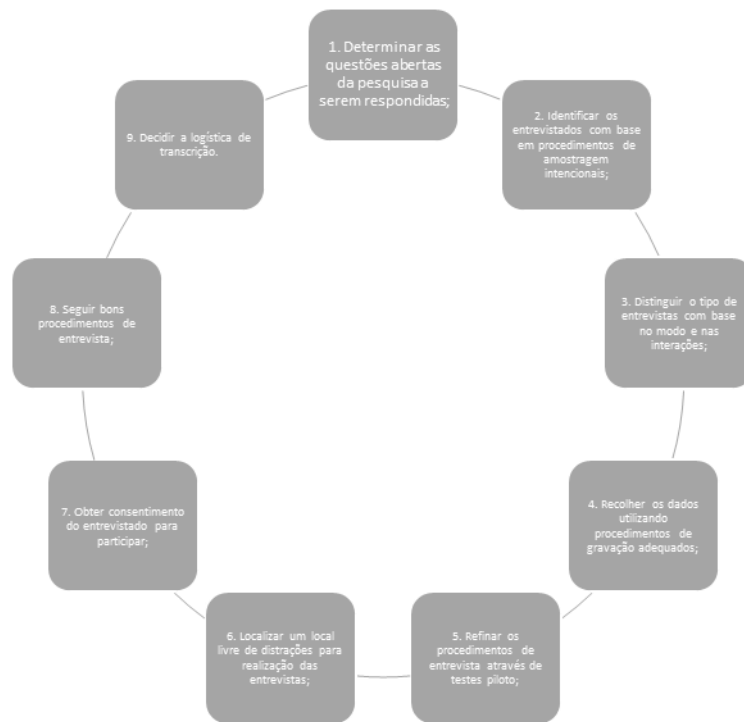 1. Determinar as
questões abertas
da pesquisa a
serem respondidas;
2. Identificar os
entrevistados com base
em procedimentos de
amostragem
intencionais;
3. Distinguir o tipo de
entrevistas com base
no modo e nas
interações;
4. Recolher os dados
utilizando
procedimentos de
gravação adequados;
5. Refinar os
procedimentos de
entrevista através de
testes piloto;
6. Localizar um local
livre de distrações para
realização das
entrevistas;
7. Obter consentimento
do entrevistado para
participar;
8. Seguir bons
procedimentos de
entrevista;
9. Decidir a logística de
transcrição.